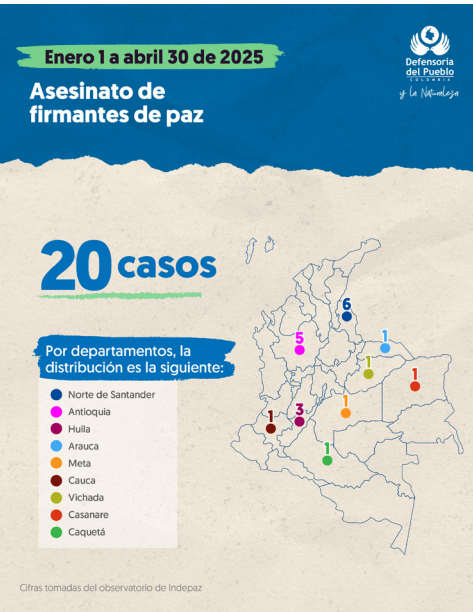 Enero 1 a abril 30 de 2025
Asesinato de
firmantes de paz
Defensoría
del Pueblo
COLOMBIA
y la Naturaleza
20 casos
Por departamentos, la
distribución es la siguiente:
Norte de Santander
Antioquia
Huila
Arauca
Meta
Cauca
Vichada
Casanare
Caquetá
6
5
1
1
1
1
3
1
1
Cifras tomadas del observatorio de Indepaz